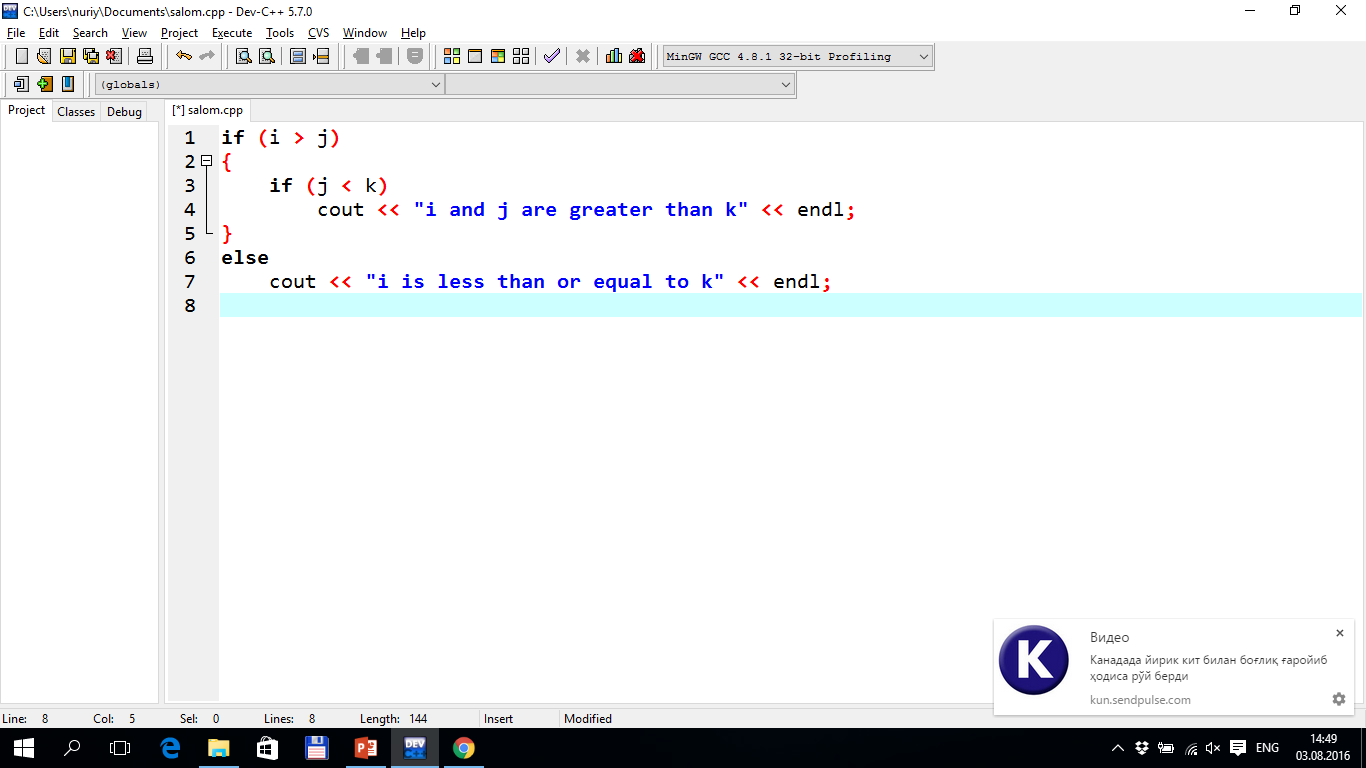 C:\Users\nuriy\Documents\salom.cpp - Dev-C++ 5.7.0
File Edit Search View Project Execute Tools CVS Window Help
MinGW GCC 4.8.1 32-bit Profiling
(globals)
Project Classes Debug
[*] salom.cpp
1 if (i > j)
2 {
3 if (j < k)
4 cout << "i and j are greater than k" << endl;
5 }
6 else
7 cout << "i is less than or equal to k" << endl;
8
K
Видео
Канадада йирик кит билан боғлиқ ғаройиб
ҳодиса рўй берди
kun.sendpulse.com
Line: 8 Col: 5 Sel: 0 Lines: 8 Length: 144 Insert Modified
DEV
ENG
14:49
03.08.2016